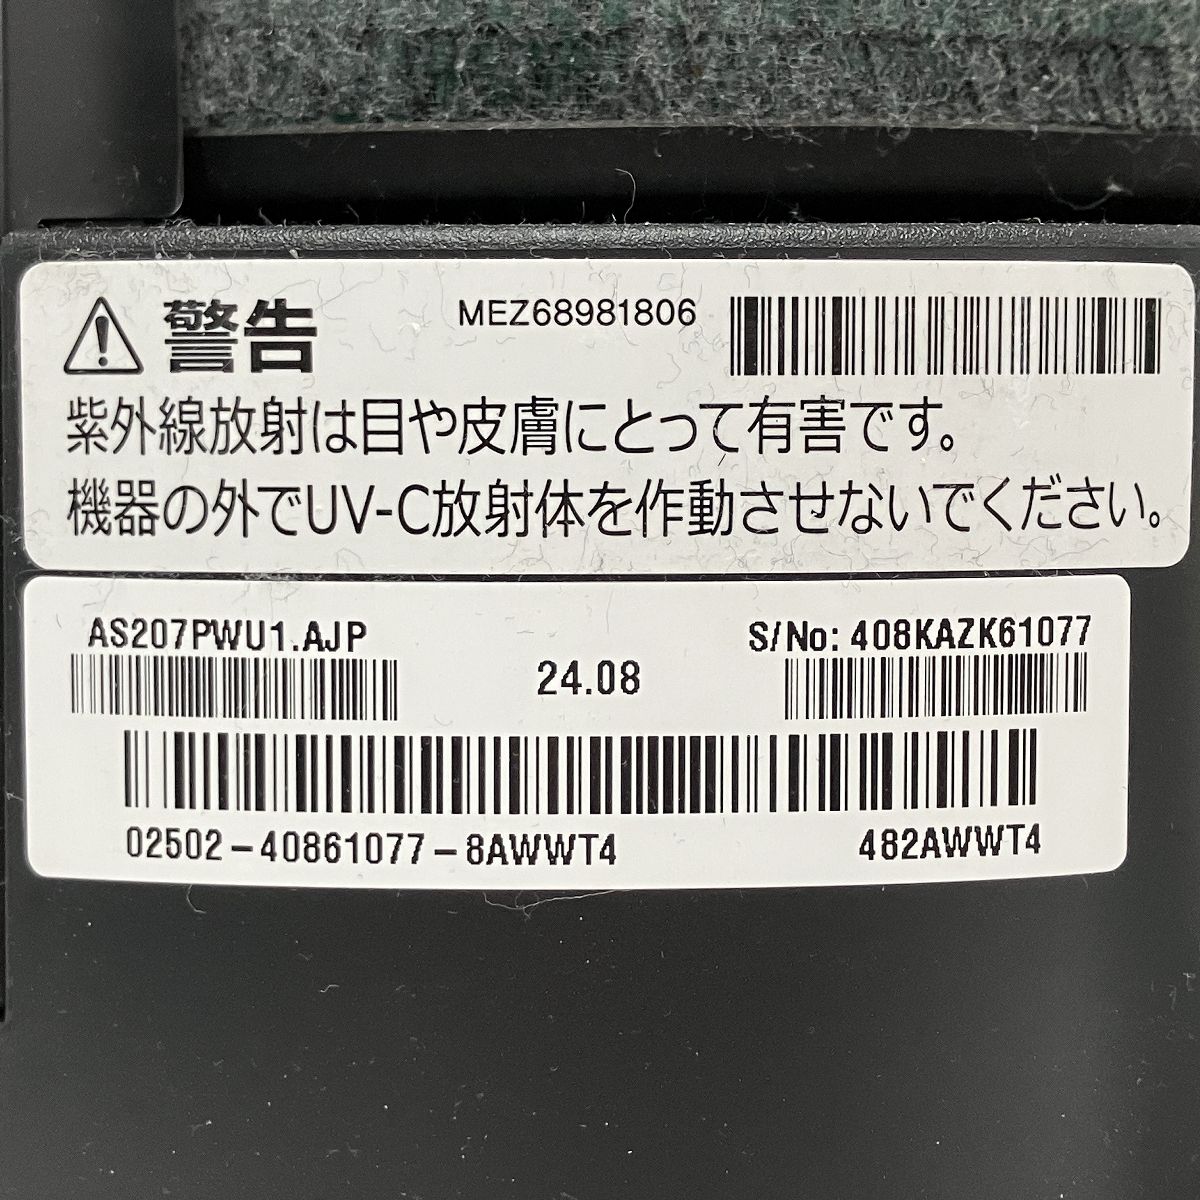 警告 MEZ68981806
紫外線放射は目や皮膚にとって有害です。
機器の外でUV-C放射体を作動させないでください。
AS207PWU1.AJP 24.08 S/No: 408KAZK61077
02502-40861077-8AWWT4 482AWWT4